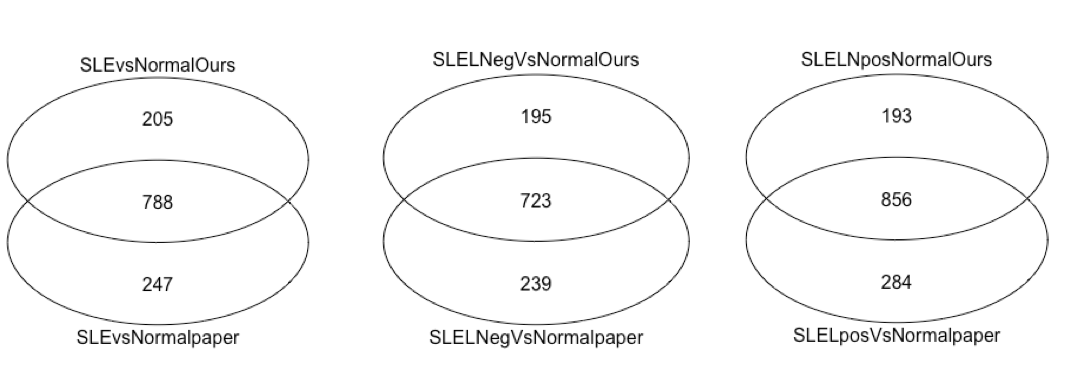 SLEvsNormalOurs
205
788
247
SLEvsNormalpaper
SLELNegVsNormalOurs
195
723
239
SLELNegVsNormalpaper
SLELNposNormalOurs
193
856
284
SLELposVsNormalpaper